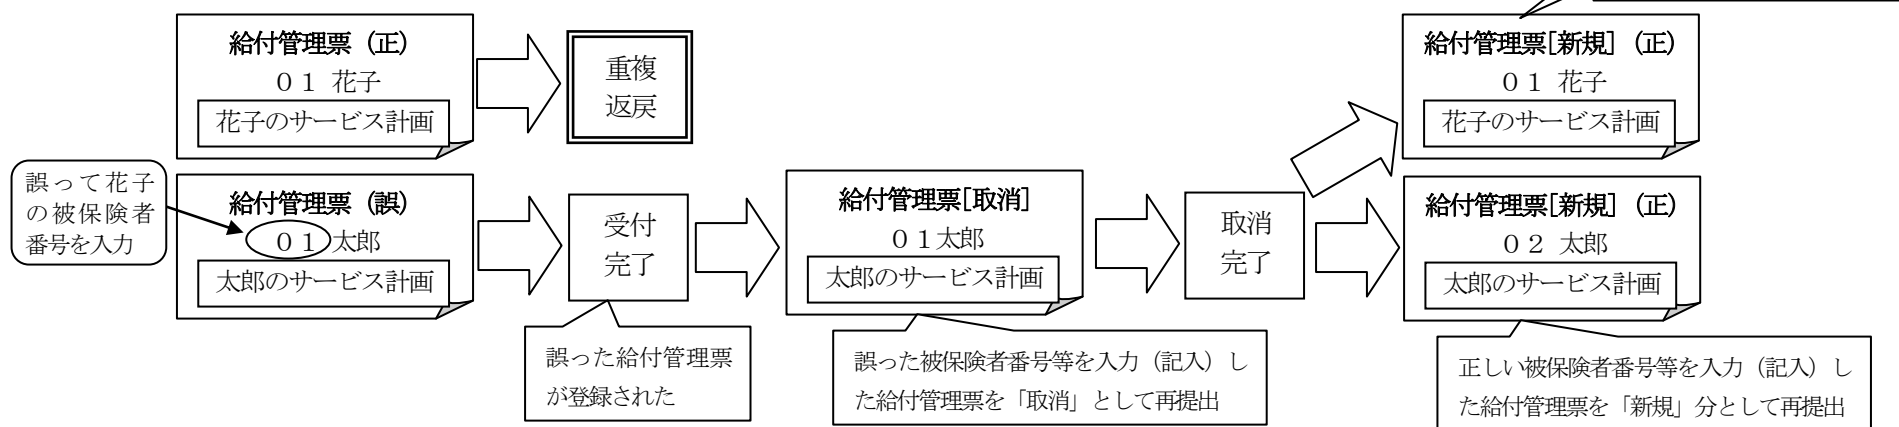 給付管理票（正）
０１ 花子
花子のサービス計画
重複
返戻
給付管理票[新規]（正）
０１ 花子
花子のサービス計画
誤って花子
の被保険者
番号を入力
給付管理票（誤）
０１太郎
太郎のサービス計画
受付
完了
給付管理票[取消]
０１太郎
太郎のサービス計画
取消
完了
給付管理票[新規]（正）
０２ 太郎
太郎のサービス計画
誤った給付管理票
が登録された
誤った被保険者番号等を入力（記入）し
た給付管理票を「取消」として再提出
正しい被保険者番号等を入力（記入）し
た給付管理票を「新規」分として再提出